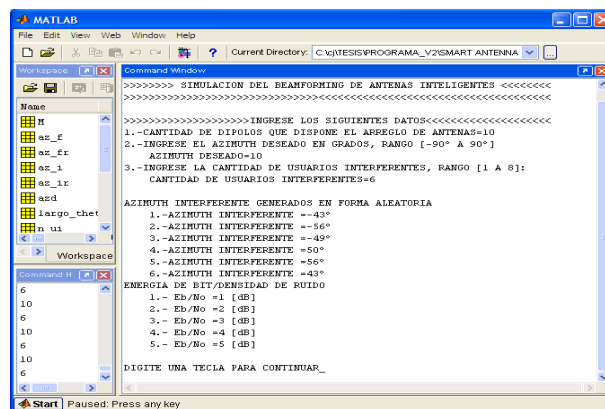 MATLAB
File Edit View Web Window Help
? Current Directory: C:\cj\TESIS\PROGRAMA_V2\SMART ANTENNA ...
Workspace
Name
M
az_f
az_fr
az_i
az_ir
azd
largo_thet
n ui
Workspace
Command H
6
10
6
10
6
10
6
Command Window
>>>>>>>> SIMULACION DEL BEAMFORMING DE ANTENAS INTELIGENTES <<<<<<<<
>>>>>>>>>>>>>>>>>>>>>>>>>>>>>>><<<<<<<<<<<<<<<<<<<<<<<<<<<<<<<<<<<<<
>>>>>>>>>>>>>>>>>>>>INGRESE LOS SIGUIENTES DATOS<<<<<<<<<<<<<<<<<<<<
1.-CANTIDAD DE DIPOLOS QUE DISPONE EL ARREGLO DE ANTENAS=10
2.-INGRESE EL AZIMUTH DESEADO EN GRADOS, RANGO [-90° A 90°]
AZIMUTH DESEADO=10
3.-INGRESE LA CANTIDAD DE USUARIOS INTERFERENTES, RANGO [1 A 8]:
CANTIDAD DE USUARIOS INTERFERENTES=6
AZIMUTH INTERFERENTE GENERADOS EN FORMA ALEATORIA
1.-AZIMUTH INTERFERENTE =-43°
2.-AZIMUTH INTERFERENTE =-56°
3.-AZIMUTH INTERFERENTE =-49°
4.-AZIMUTH INTERFERENTE =50°
5.-AZIMUTH INTERFERENTE =56°
6.-AZIMUTH INTERFERENTE =43°
ENERGIA DE BIT/DENSIDAD DE RUIDO
1.- Eb/No =1 [dB]
2.- Eb/No =2 [dB]
3.- Eb/No =3 [dB]
4.- Eb/No =4 [dB]
5.- Eb/No =5 [dB]
DIGITE UNA TECLA PARA CONTINUAR_
Start Paused: Press any key